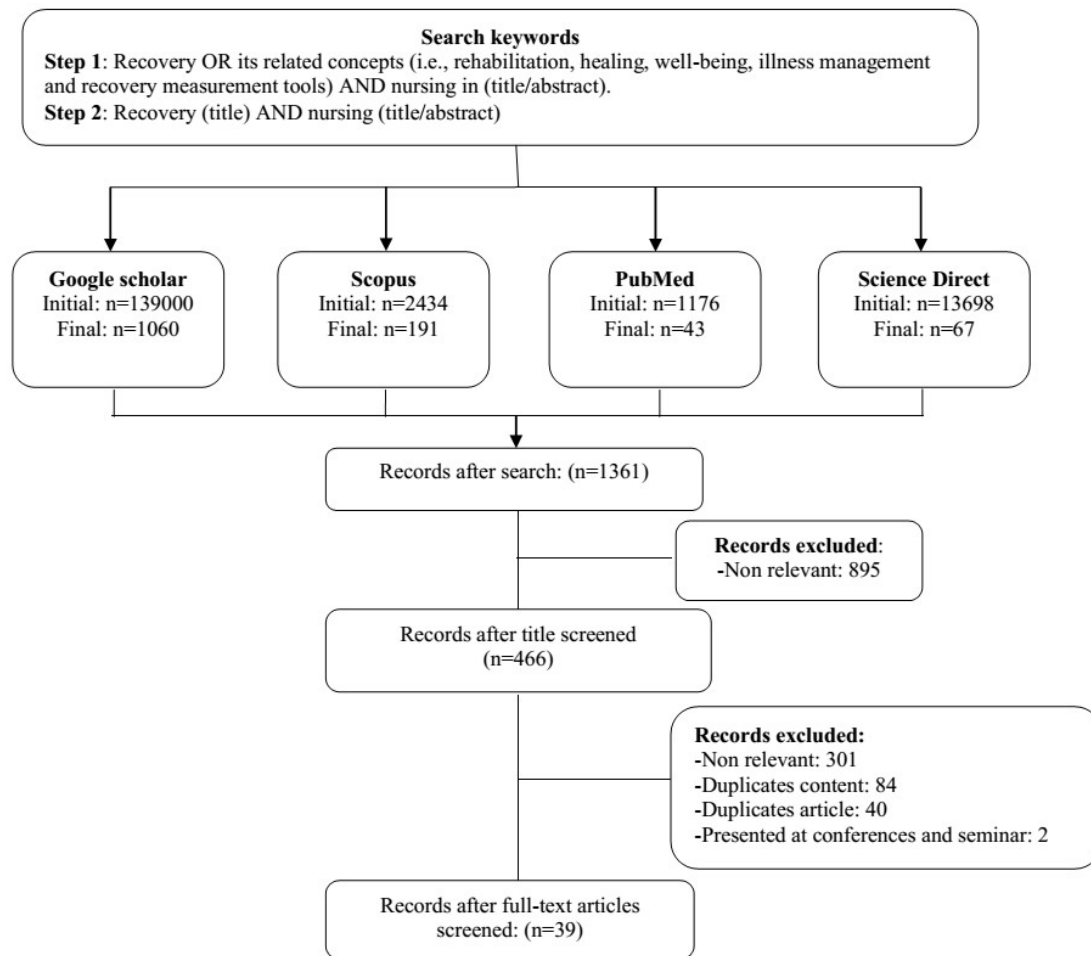 Search keywords
Step 1: Recovery OR its related concepts (i.e., rehabilitation, healing, well-being, illness management
and recovery measurement tools) AND nursing in (title/abstract).
Step 2: Recovery (title) AND nursing (title/abstract)
Google scholar
Initial: n=139000
Final: n=1060
Scopus
Initial: n=2434
Final: n=191
PubMed
Initial: n=1176
Final: n=43
Science Direct
Initial: n=13698
Final: n=67
Records after search: (n=1361)
Records excluded:
-Non relevant: 895
Records after title screened
(n=466)
Records excluded:
-Non relevant: 301
-Duplicates content: 84
-Duplicates article: 40
-Presented at conferences and seminar: 2
Records after full-text articles
screened: (n=39)